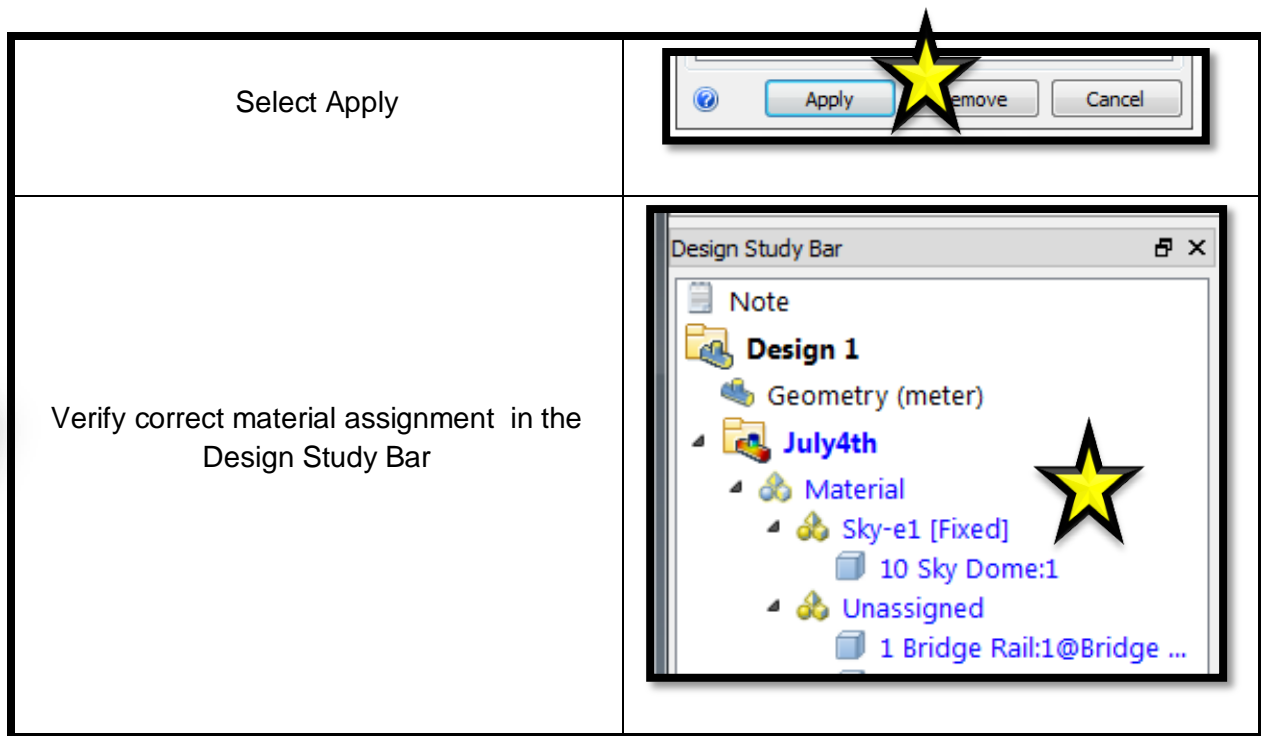 Select Apply
Apply emove Cancel
Verify correct material assignment in the
Design Study Bar
Design Study Bar
Note
Design 1
Geometry (meter)
July4th
Material
Sky-e1 [Fixed]
10 Sky Dome:1
Unassigned
1 Bridge Rail:1@Bridge ...